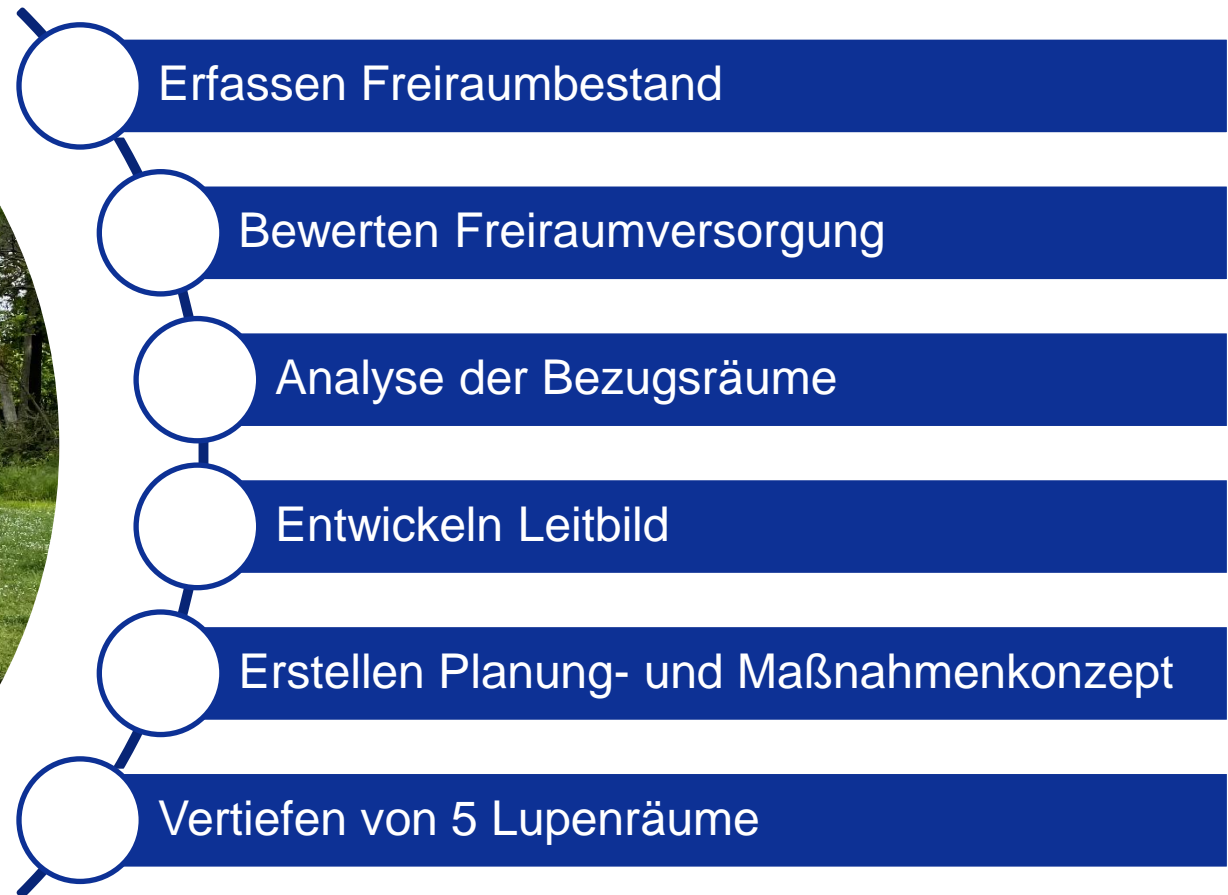 Erfassen Freiraumbestand
Bewerten Freiraumversorgung
Analyse der Bezugsräume
Entwickeln Leitbild
Erstellen Planung- und Maßnahmenkonzept
Vertiefen von 5 Lupenräume